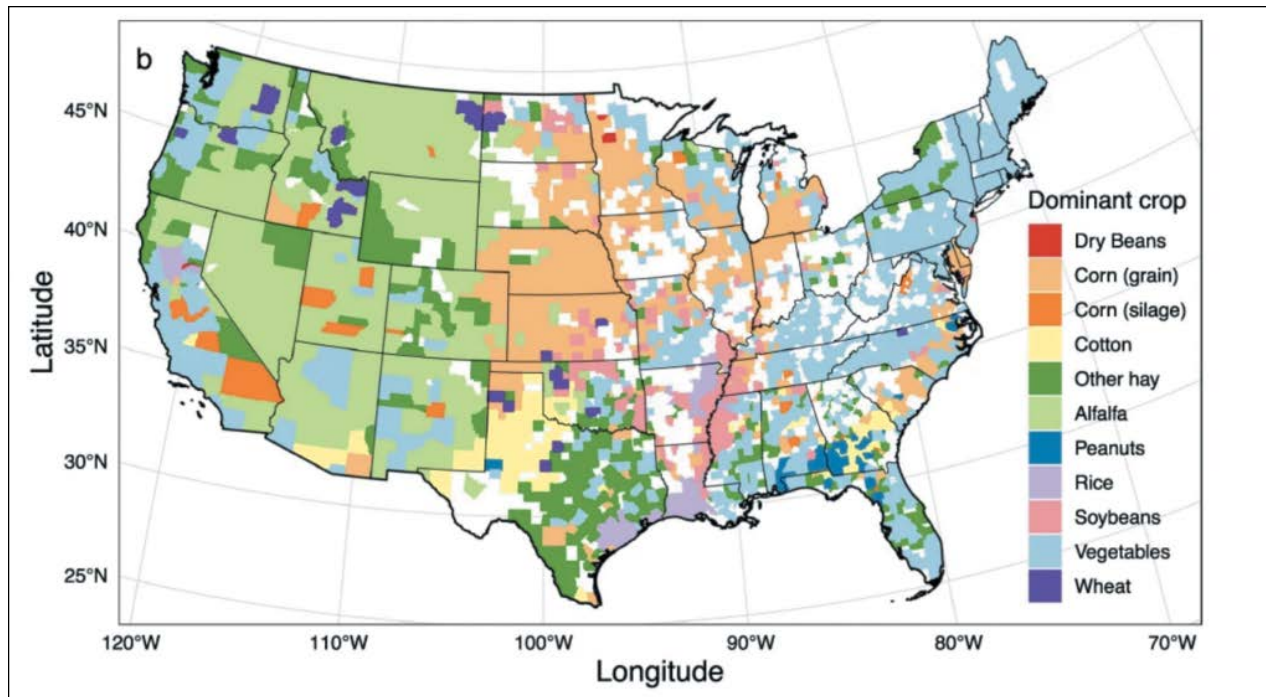 b
45°N
40°N
35°N
30°N
25°N
Latitude
120°W 110°W 100°W 90°W 80°W 70°W
Longitude
Dominant crop
Dry Beans
Corn (grain)
Corn (silage)
Cotton
Other hay
Alfalfa
Peanuts
Rice
Soybeans
Vegetables
Wheat